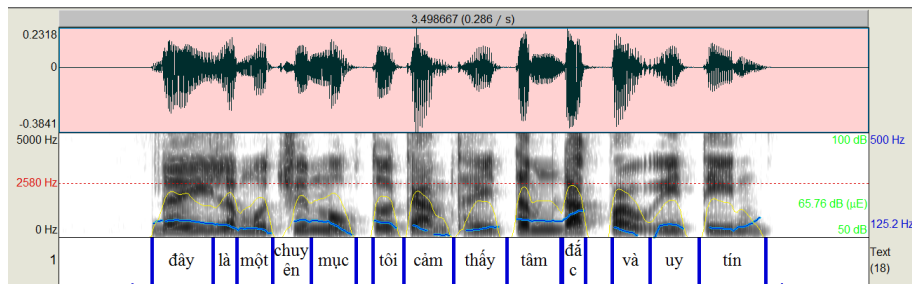 3.498667 (0.286 / s)
0.2318
0
-0.3841
5000 Hz
100 dB
500 Hz
2580 Hz
65.76 dB (µE)
125.2 Hz
0 Hz
50 dB
1
đây là một chuy mục tôi cảm thấy tâm đắ và uy tín
ên c
Text
(18)